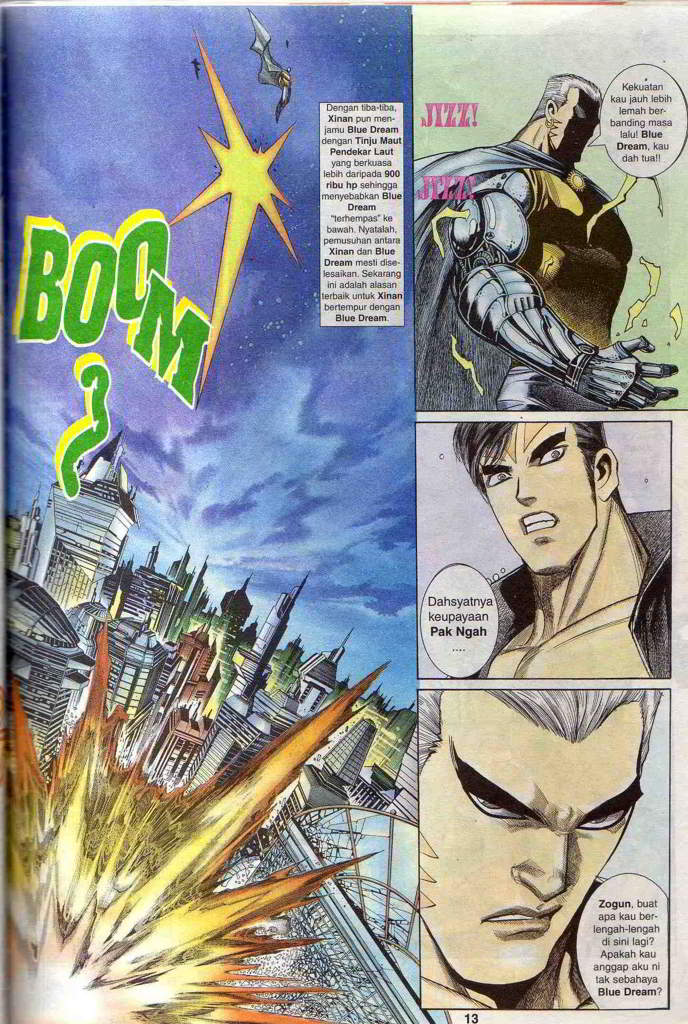 Dengan tiba-tiba,
Xinan pun men-
jamu Blue Dream
dengan Tinju Maut
Pendekar Laut
yang berkuasa
lebih daripada 900
ribu hp sehingga
menyebabkan Blue
Dream
"terhempas" ke
bawah. Nyatalah,
pemusuhan antara
Xinan dan Blue
Dream mesti dise-
lesaikan. Sekarang
ini adalah alasan
terbaik untuk Xinan
bertempur dengan
Blue Dream.
BOOM
JIZZ!
JIZZ!
Kekuatan
kau jauh lebih
lemah ber-
banding masa
lalu! Blue
Dream, kau
dah tua!!
Dahsyatnya
keupayaan
Pak Ngah
....
Zogun, buat
apa kau ber-
lengah-lengah
di sini lagi?
Apakah kau
anggap aku ni
tak sebahaya
Blue Dream?
13